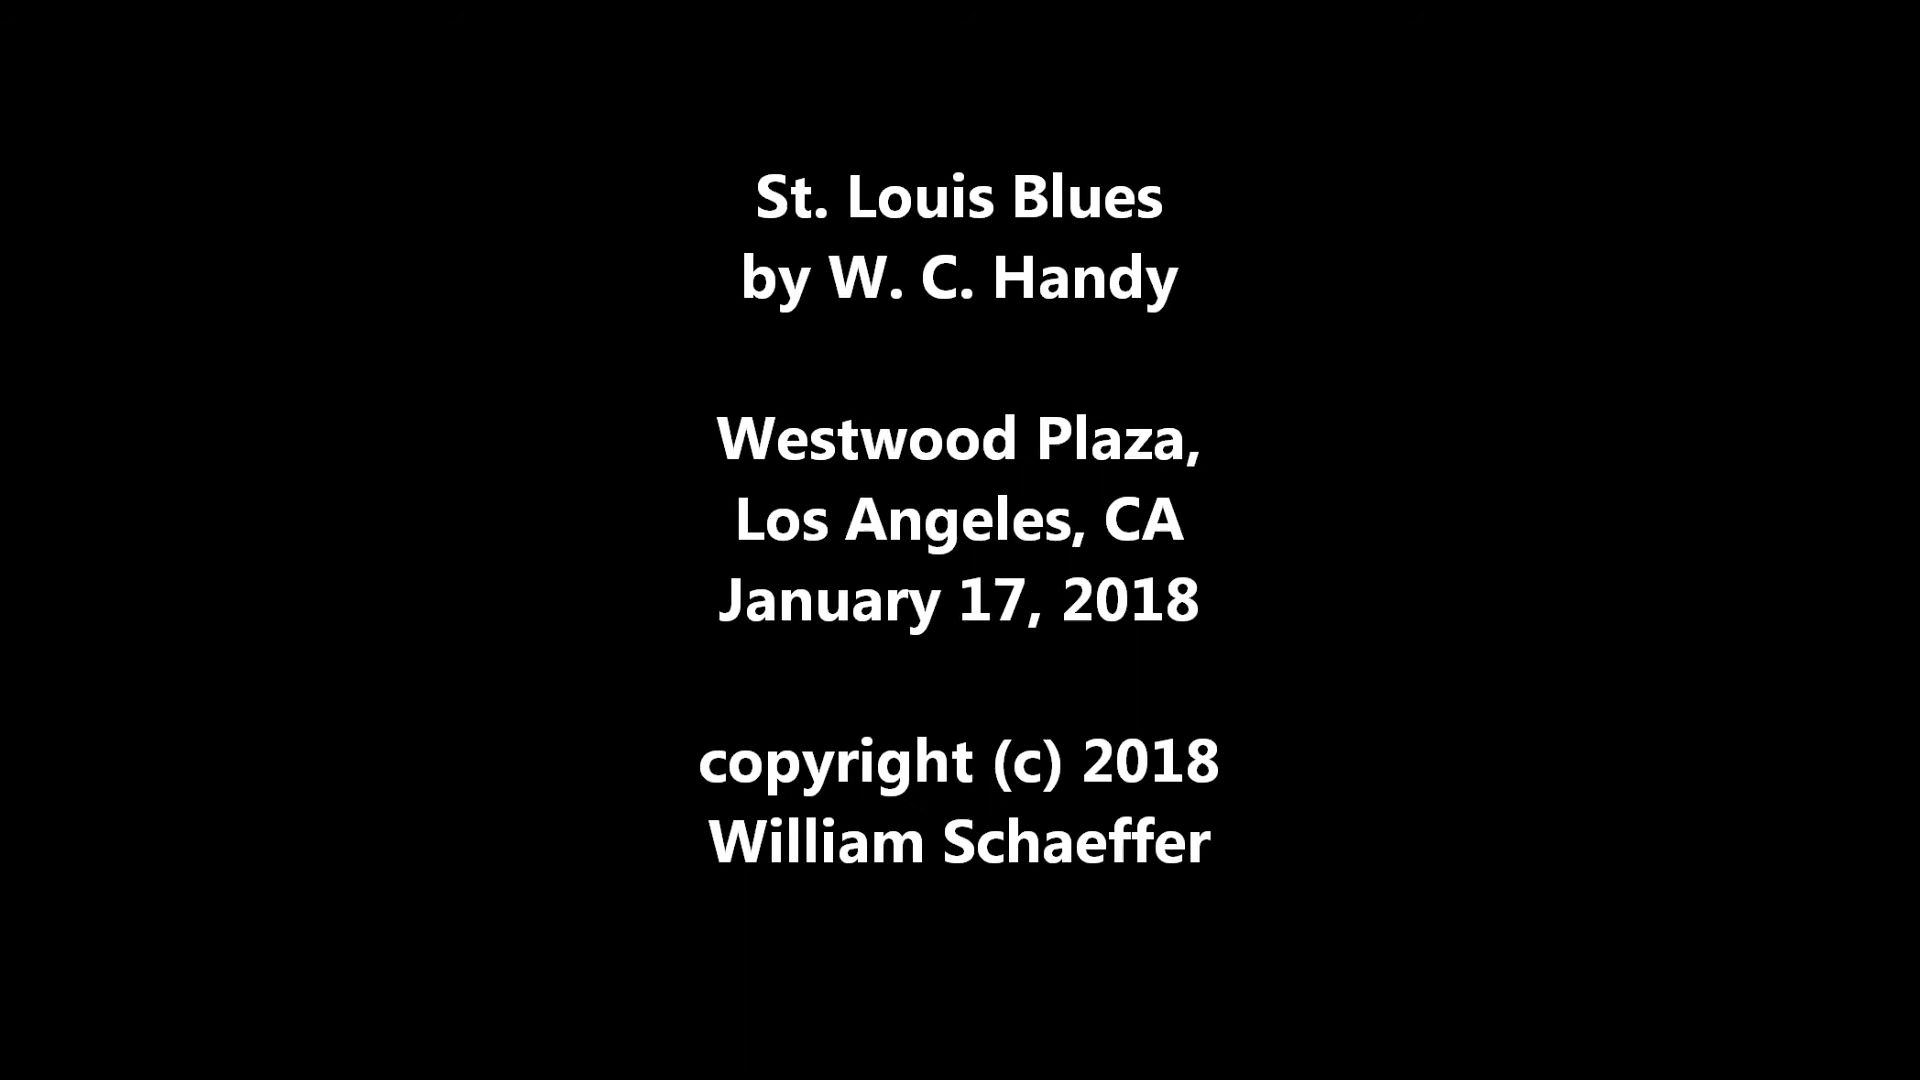 St. Louis Blues
by W. C. Handy
Westwood Plaza,
Los Angeles, CA
January 17, 2018
copyright (c) 2018
William Schaeffer